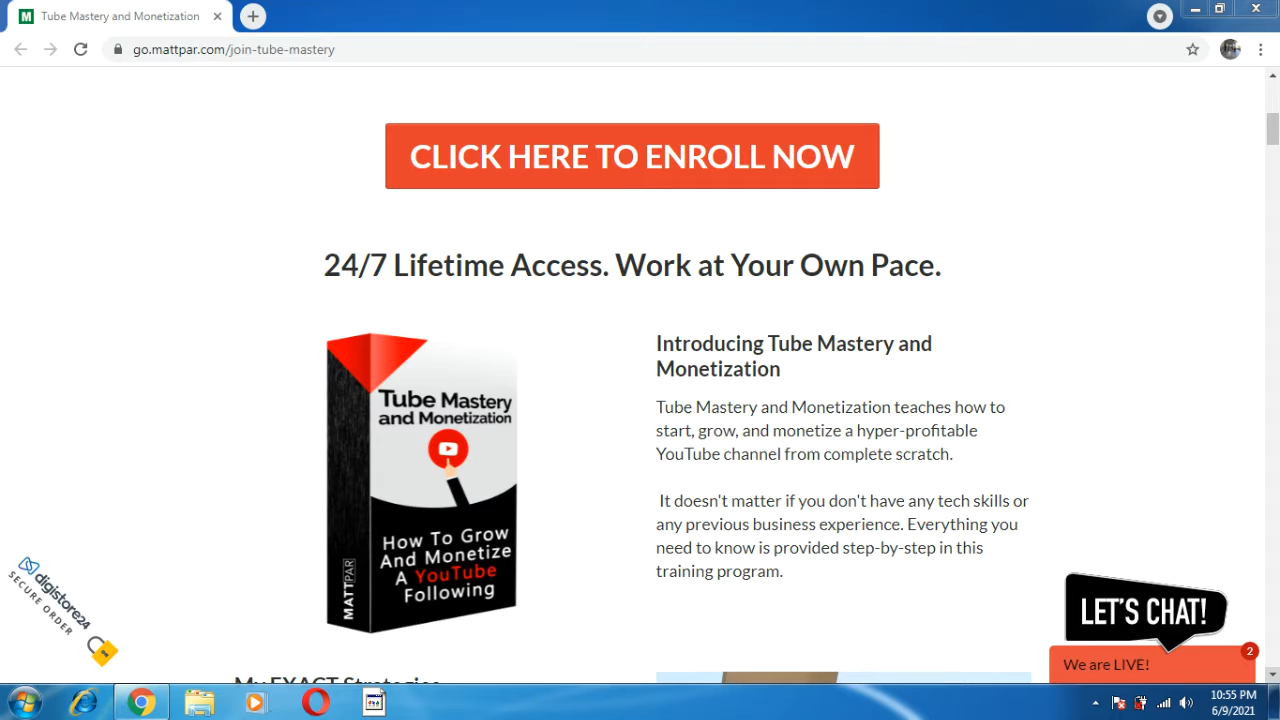 Tube Mastery and Monetization
go.mattpar.com/join-tube-mastery
CLICK HERE TO ENROLL NOW
24/7 Lifetime Access. Work at Your Own Pace.
Tube Mastery
and Monetization
How To Grow
And Monetize
A YouTube
Following
MATTPAR
Introducing Tube Mastery and
Monetization
Tube Mastery and Monetization teaches how to
start, grow, and monetize a hyper-profitable
YouTube channel from complete scratch.
It doesn't matter if you don't have any tech skills or
any previous business experience. Everything you
need to know is provided step-by-step in this
training program.
digistore24
SECURE ORDER
My EXACT Strategies
LET'S CHAT!
We are LIVE!
2
10:55 PM
6/9/2021